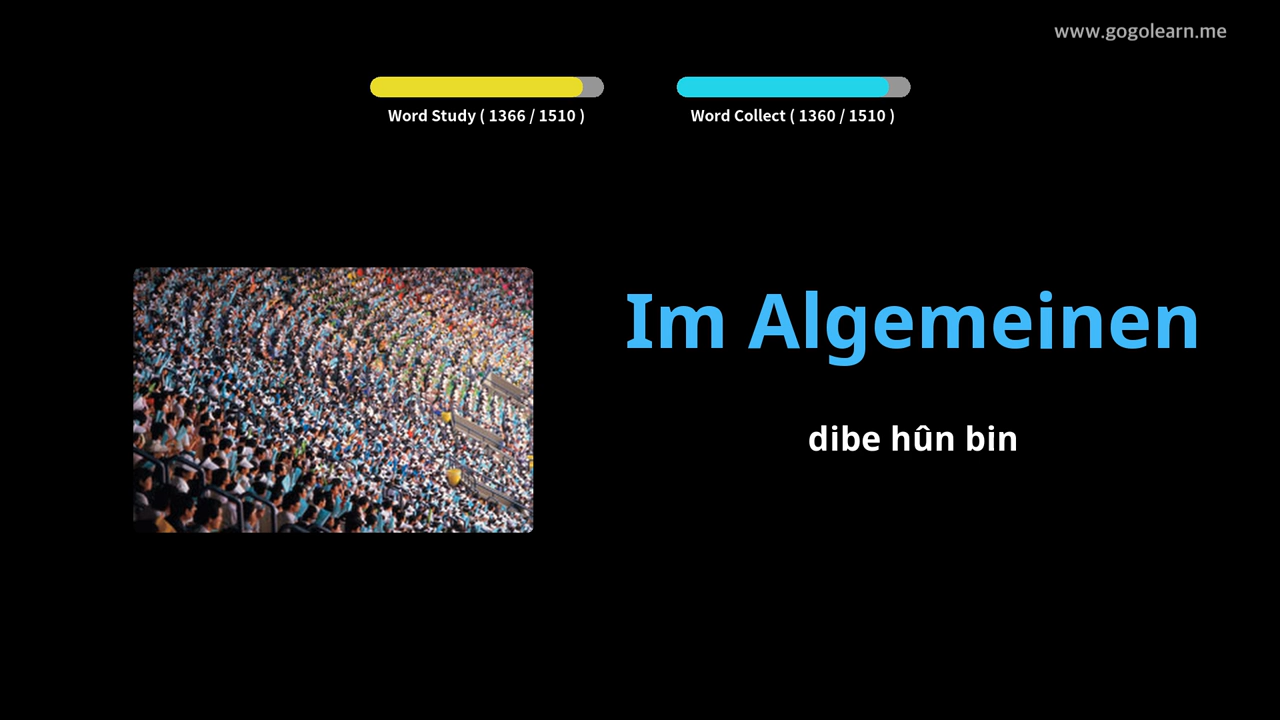 www.gogolearn.me
Word Study ( 1366 / 1510 )
Word Collect ( 1360 / 1510 )
Im Algemeinen
dibe hûn bin